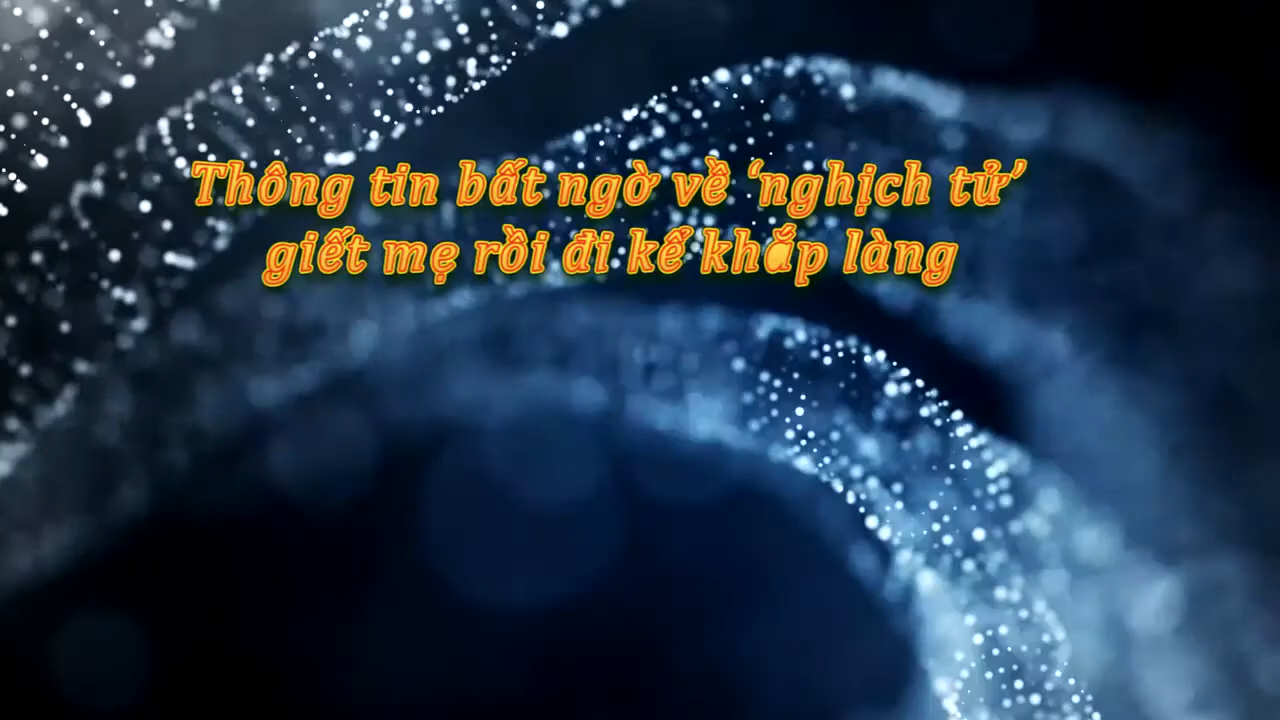 Thông tin bất ngờ về ‘nghịch tử’
giết mẹ rồi đi kể khắp làng